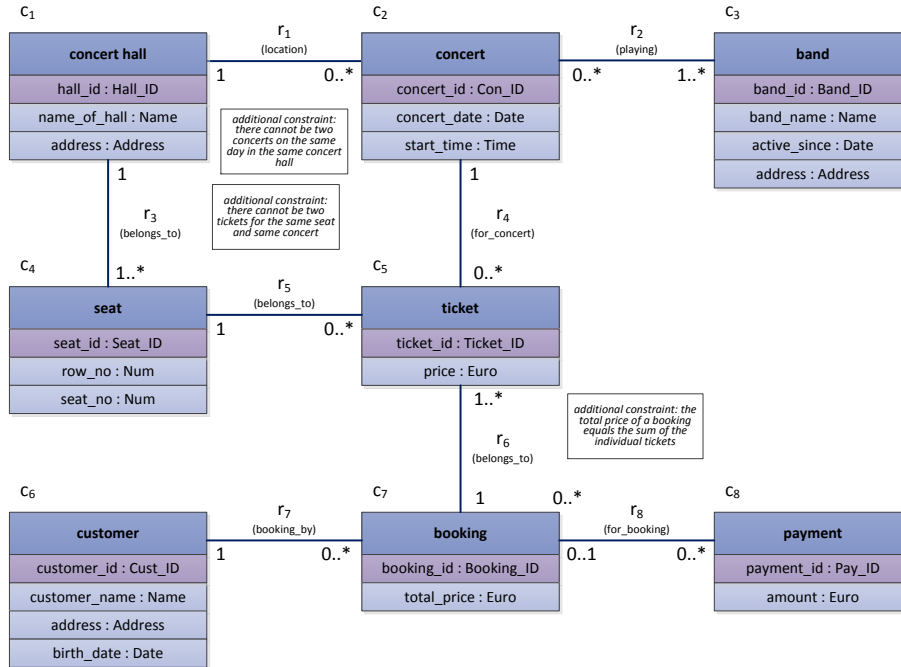 c1
r1
c2
r2
c3
concert hall
(location)
concert
(playing)
band
hall_id : Hall_ID
1
0..*
concert_id : Con_ID
0..*
1..*
band_id : Band_ID
name_of_hall : Name
concert_date : Date
band_name : Name
address : Address
start_time : Time
active_since : Date
address : Address
additional constraint:
there cannot be two
concerts on the same
day in the same concert
hall
1
1
r3
(belongs_to)
additional constraint:
there cannot be two
tickets for the same seat
and same concert
r4
(for_concert)
1..*
0..*
c4
r5
c5
seat
(belongs_to)
ticket
1
0..*
seat_id : Seat_ID
ticket_id : Ticket_ID
row_no : Num
price : Euro
seat_no : Num
1..*
r6
(belongs_to)
additional constraint: the
total price of a booking
equals the sum of the
individual tickets
1
0..*
c6
r7
c7
r8
c8
customer
(booking_by)
booking
(for_booking)
payment
1
0..*
0..1
0..*
customer_id : Cust_ID
booking_id : Booking_ID
payment_id : Pay_ID
customer_name : Name
total_price : Euro
amount : Euro
address : Address
birth_date : Date